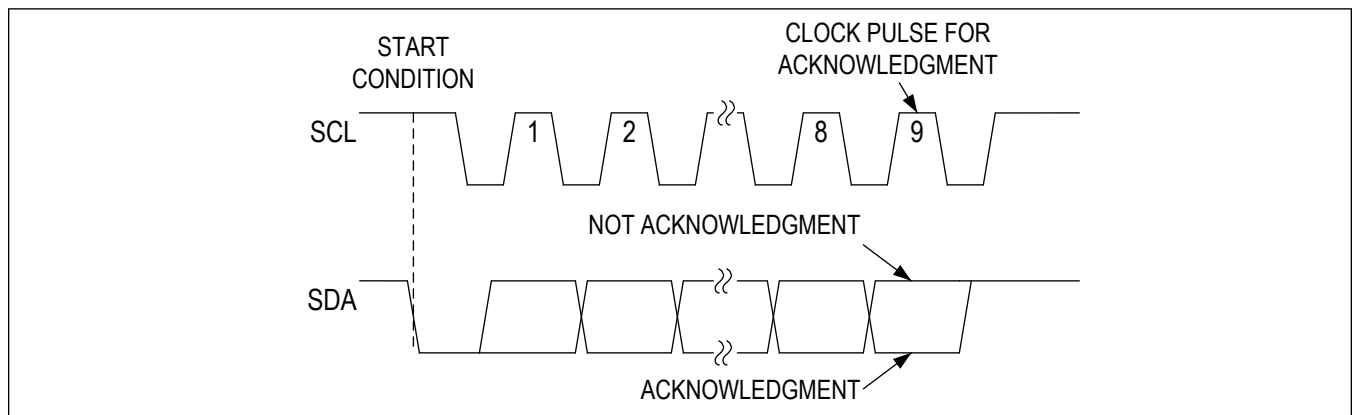 START
CONDITION
CLOCK PULSE FOR
ACKNOWLEDGMENT
SCL
1
2
8
9
NOT ACKNOWLEDGMENT
SDA
ACKNOWLEDGMENT